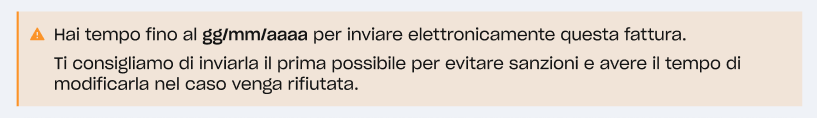 Hai tempo fino al gg/mm/aaaa per inviare elettronicamente questa fattura.
Ti consigliamo di inviarla il prima possibile per evitare sanzioni e avere il tempo di
modificarla nel caso venga rifiutata.